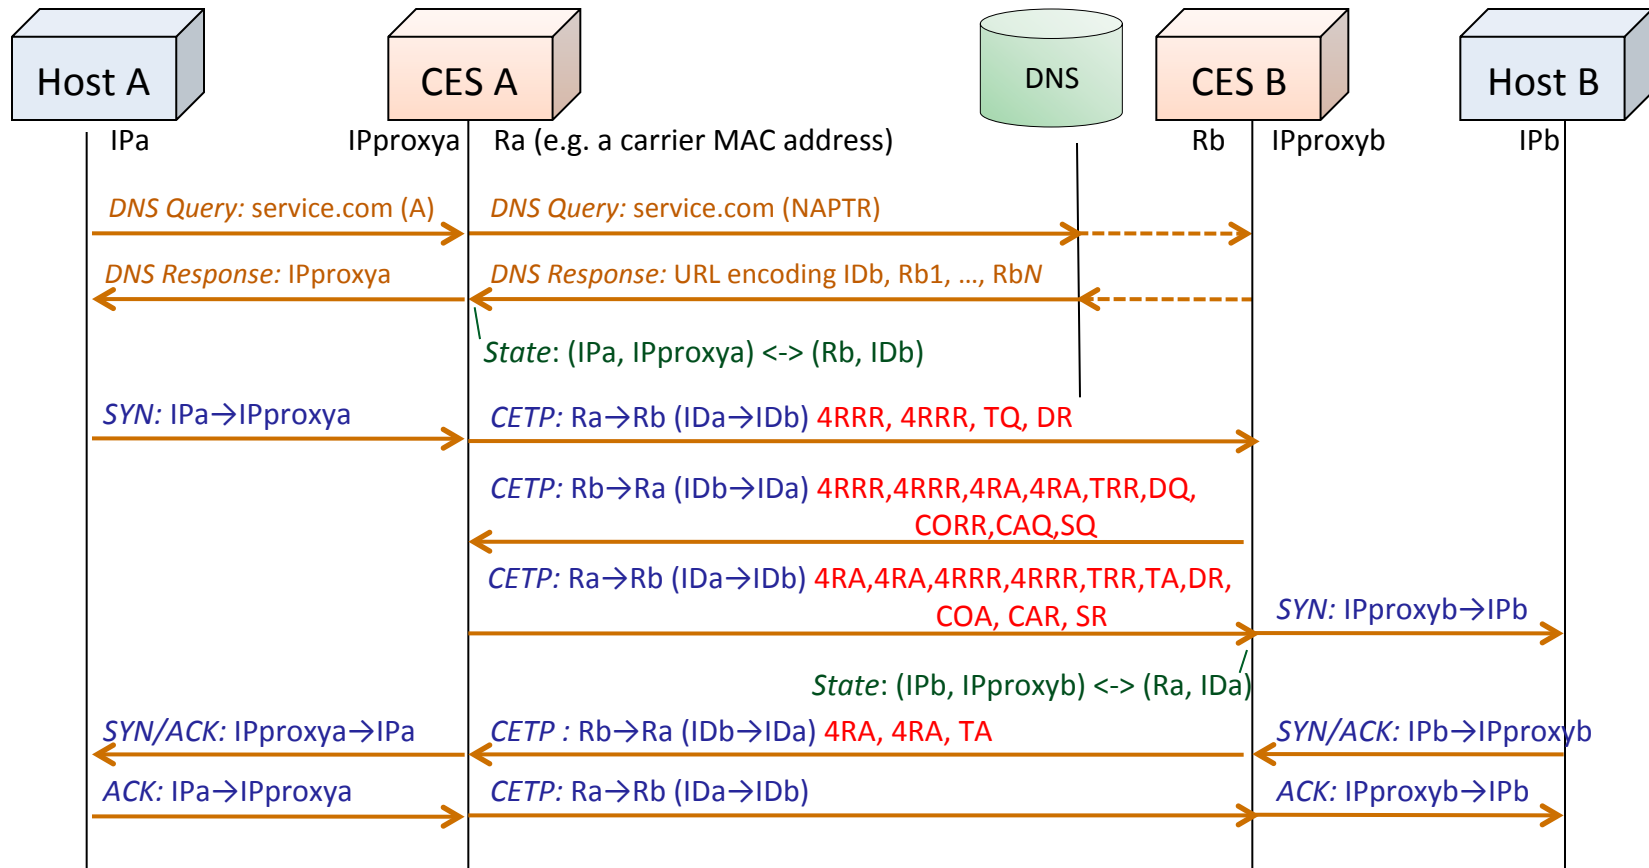 Host A
CES A
DNS
CES B
Host B
IPa
IPproxya
Ra (e.g. a carrier MAC address)
Rb
IPproxyb
IPb
DNS Query: service.com (A)
DNS Query: service.com (NAPTR)
DNS Response: IPproxya
DNS Response: URL encoding IDb, Rb1, …, RbN
State: (IPa, IPproxya) <-> (Rb, IDb)
SYN: IPa→IPproxya
CETP: Ra→Rb (IDa→IDb) 4RRR, 4RRR, TQ, DR
CETP: Rb→Ra (IDb→IDa) 4RRR,4RRR,4RA,4RA,TRR,DQ,
CORR,CAQ,SQ
CETP: Ra→Rb (IDa→IDb) 4RA,4RA,4RRR,4RRR,TRR,TA,DR,
COA, CAR, SR
SYN: IPproxyb→IPb
State: (IPb, IPproxyb) <-> (Ra, IDa)
SYN/ACK: IPproxya→IPa
CETP : Rb→Ra (IDb→IDa) 4RA, 4RA, TA
SYN/ACK: IPb→IPproxyb
ACK: IPa→IPproxya
CETP: Ra→Rb (IDa→IDb)
ACK: IPproxyb→IPb